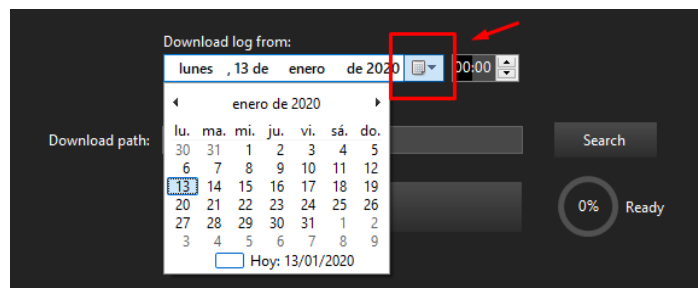 Download log from:
lunes , 13 de enero de 2020 00:00
enero de 2020
lu. ma. mi. ju. vi. sá. do.
30 31 1 2 3 4 5
6 7 8 9 10 11 12
13 14 15 16 17 18 19
20 21 22 23 24 25 26
27 28 29 30 31 1 2
3 4 5 6 7 8 9
Hoy: 13/01/2020
Download path:
Search
0% Ready